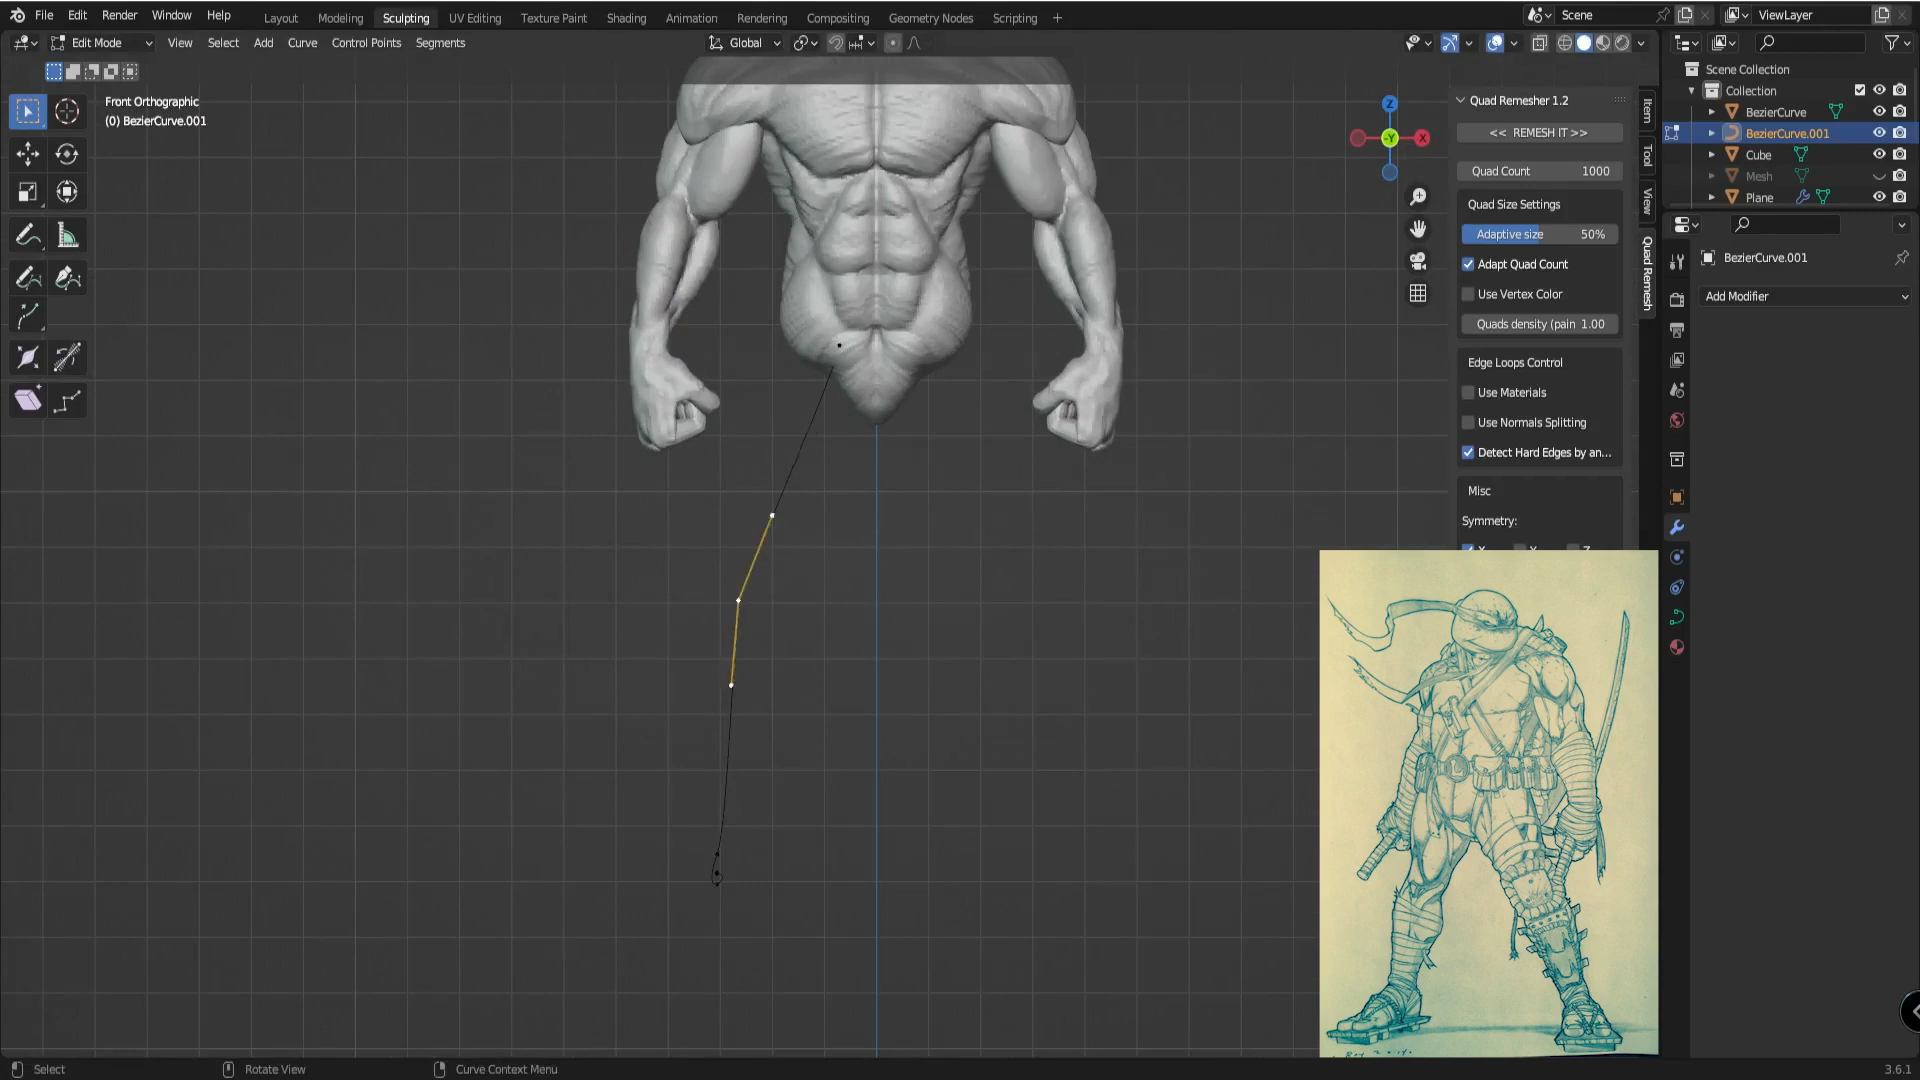 File Edit Render Window Help
Layout Modeling Sculpting UV Editing Texture Paint Shading Animation Rendering Compositing Geometry Nodes Scripting +
Scene
ViewLayer
Edit Mode View Select Add Curve Control Points Segments
Global
Front Orthographic
(0) BezierCurve.001
Z
-Y
X
Quad Remesher 1.2
<< REMESH IT >>
Quad Count 1000
Quad Size Settings
Adaptive size 50%
Adapt Quad Count
Use Vertex Color
Quads density (pain 1.00
Edge Loops Control
Use Materials
Use Normals Splitting
Detect Hard Edges by an...
Misc
Symmetry:
X Y Z
Item
Tool
View
Quad Remesh
Scene Collection
Collection
BezierCurve
BezierCurve.001
Cube
Mesh
Plane
BezierCurve.001
Add Modifier
Select
Rotate View
Curve Context Menu
3.6.1